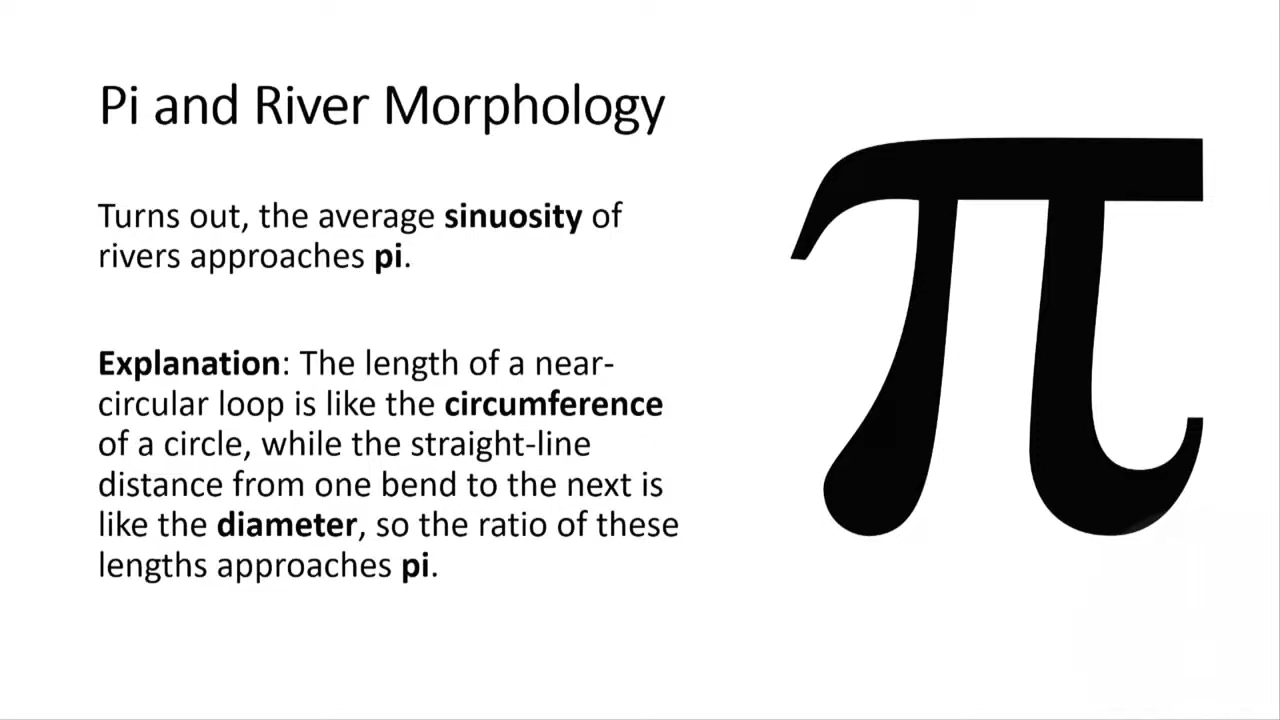 Pi and River Morphology
Turns out, the average sinuosity of
rivers approaches pi.
Explanation: The length of a near-
circular loop is like the circumference
of a circle, while the straight-line
distance from one bend to the next is
like the diameter, so the ratio of these
lengths approaches pi.
π